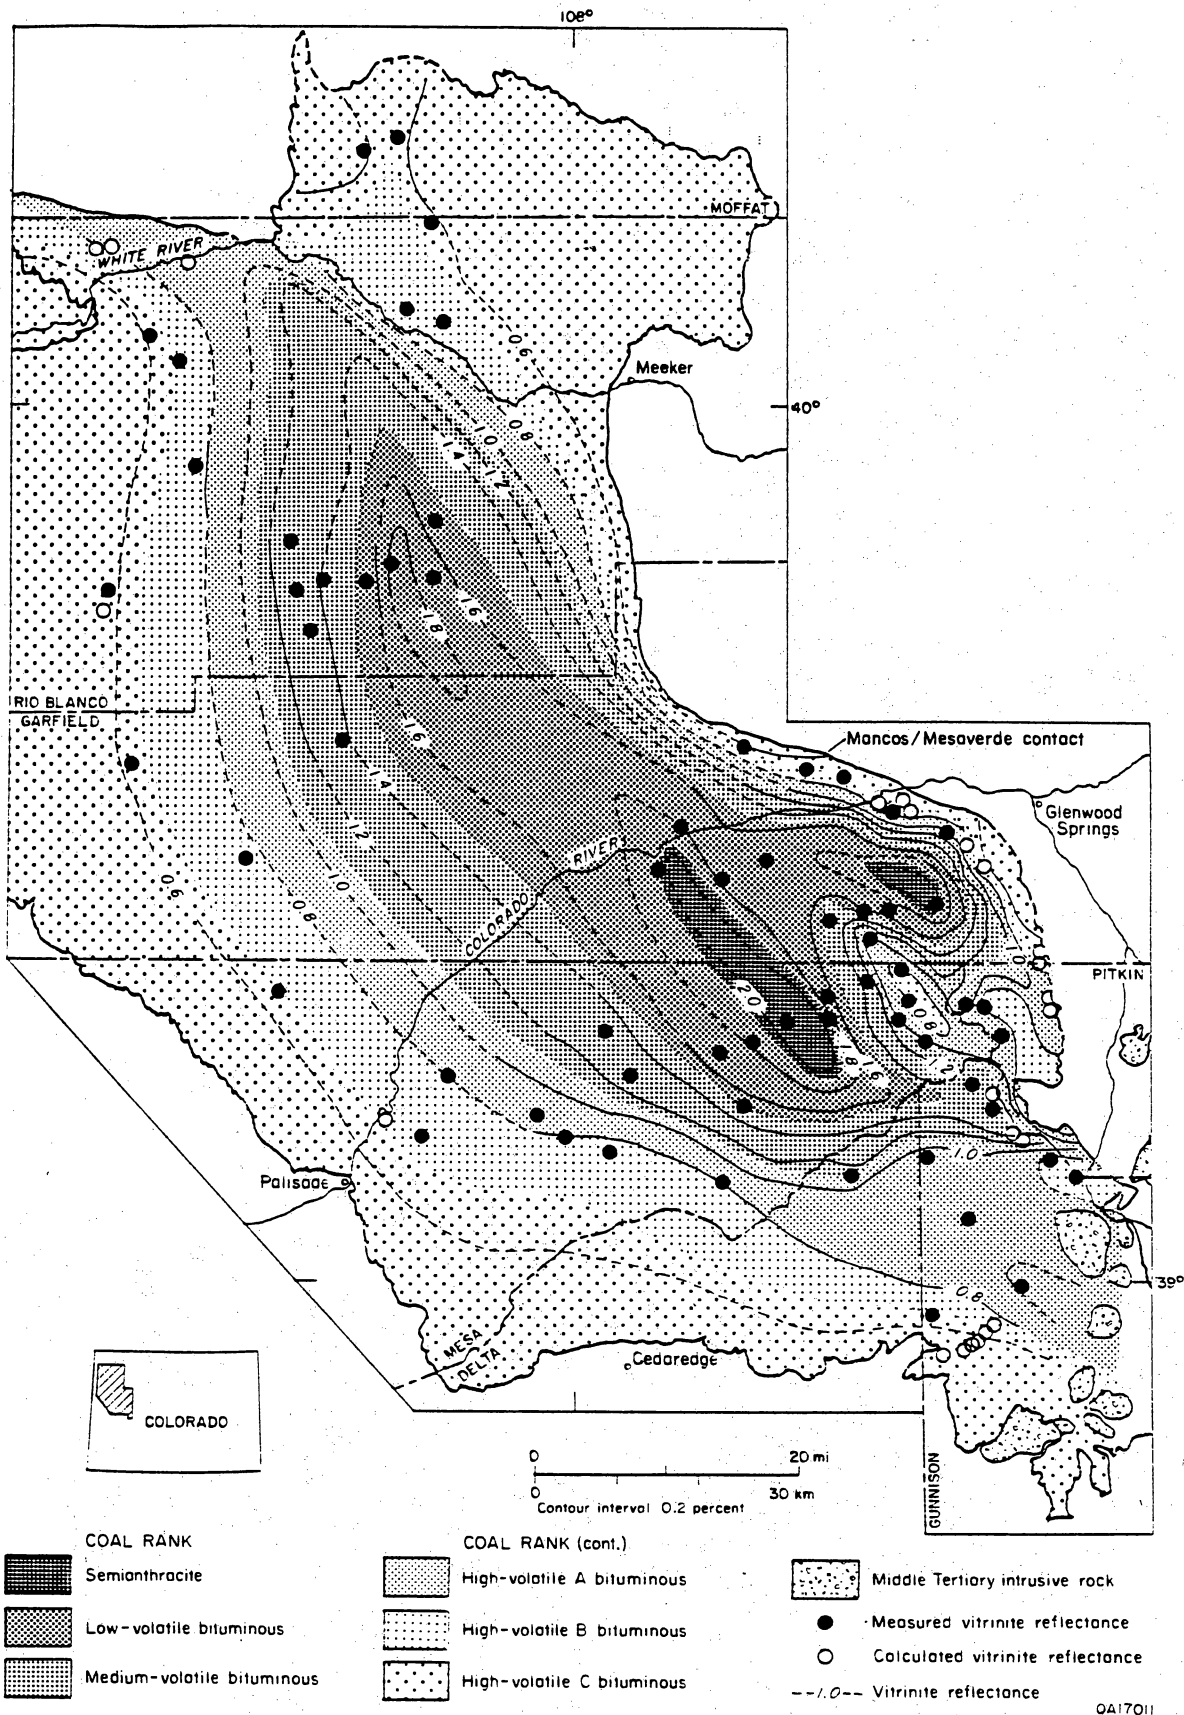 108°
MOFFAT
WHITE RIVER
0.6
Meeker
40°
0.8
1.0
1.2
1.4
1.6
1.8
RIO BLANCO
GARFIELD
1.6
Mancos/Mesaverde contact
1.4
Glenwood
Springs
1.2
RIVER
0.6
1.0
0.8
COLORADO
1.0
PITKIN
2.0
0.8
1.8
1.6
1.2
1.0
Palisade
39°
0.8
MESA
DELTA
Cedaredge
COLORADO
GUNNISON
0 20 mi
0 30 km
Contour interval 0.2 percent
COAL RANK
Semianthracite
Low-volatile bituminous
Medium-volatile bituminous
COAL RANK (cont.)
High-volatile A bituminous
High-volatile B bituminous
High-volatile C bituminous
Middle Tertiary intrusive rock
Measured vitrinite reflectance
Calculated vitrinite reflectance
--1.0-- Vitrinite reflectance
QA17011